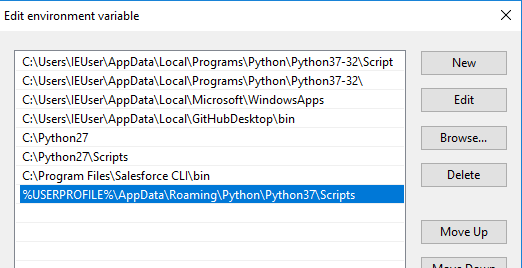 Edit environment variable
C:\Users\IEUser\AppData\Local\Programs\Python\Python37-32\Script
C:\Users\IEUser\AppData\Local\Programs\Python\Python37-32\
C:\Users\IEUser\AppData\Local\Microsoft\WindowsApps
C:\Users\IEUser\AppData\Local\GitHubDesktop\bin
C:\Python27
C:\Python27\Scripts
C:\Program Files\Salesforce CLI\bin
%USERPROFILE%\AppData\Roaming\Python\Python37\Scripts
New
Edit
Browse...
Delete
Move Up
Move Down